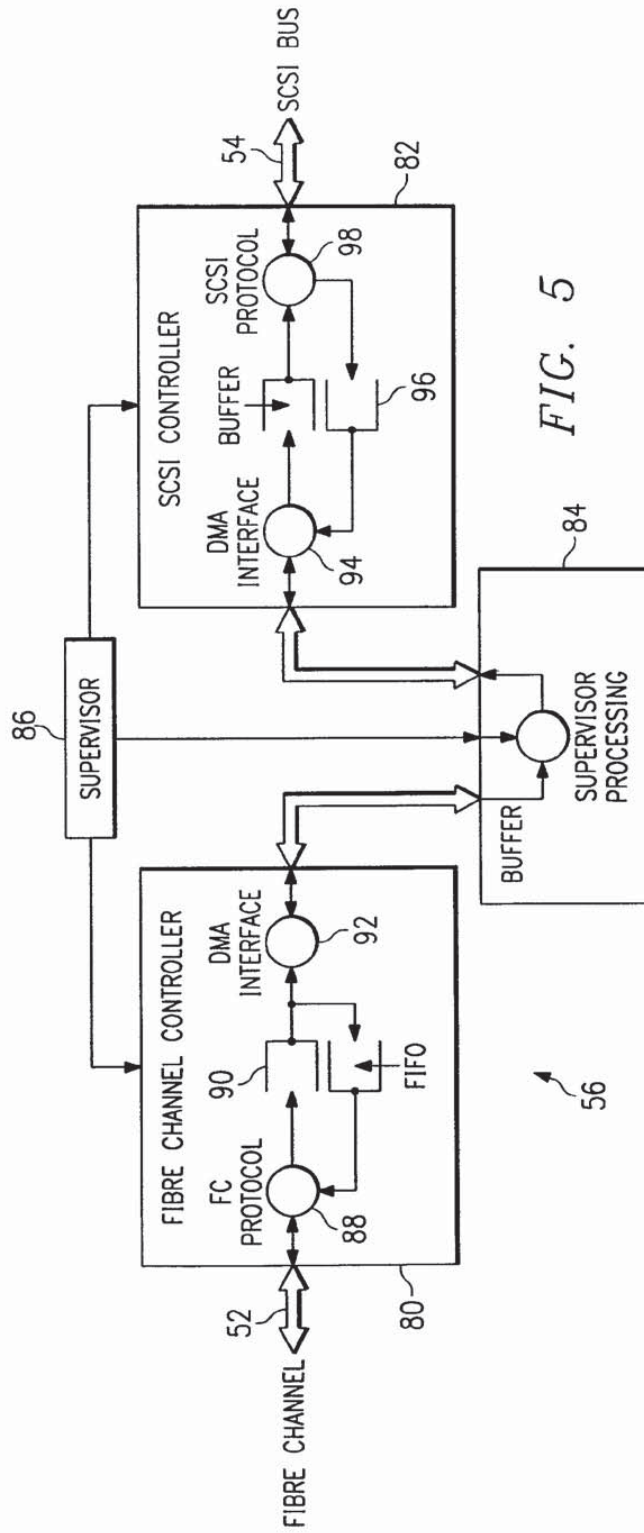 FIBRE CHANNEL
52
80
FIBRE CHANNEL CONTROLLER
FC
PROTOCOL
88
90
FIFO
DMA
INTERFACE
92
86
SUPERVISOR
BUFFER
SUPERVISOR
PROCESSING
84
SCSI CONTROLLER
DMA
INTERFACE
94
BUFFER
96
SCSI
PROTOCOL
98
82
54
SCSI BUS
56
FIG. 5